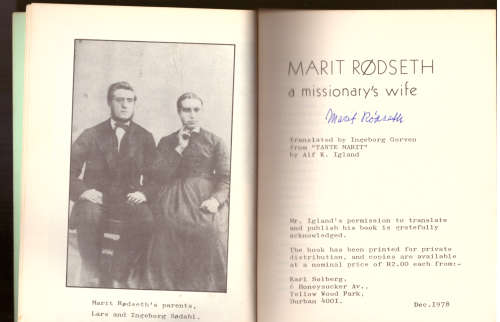 Marit Rødseth's parents,
Lars and Ingeborg Rødahl.
MARIT RØDSETH
a missionary's wife
Marit Rödseth
Translated by Ingeborg Gorven
from "TANTE MARIT"
by Alf K. Igland
Mr. Igland's permission to translate
and publish his book is gratefully
acknowledged.
The book has been printed for private
distribution, and copies are available
at a nominal price of R2.00 each from:-
Kari Solberg,
6 Honeysucker Av.,
Yellow Wood Park,
Durban 4001.
Dec.1978